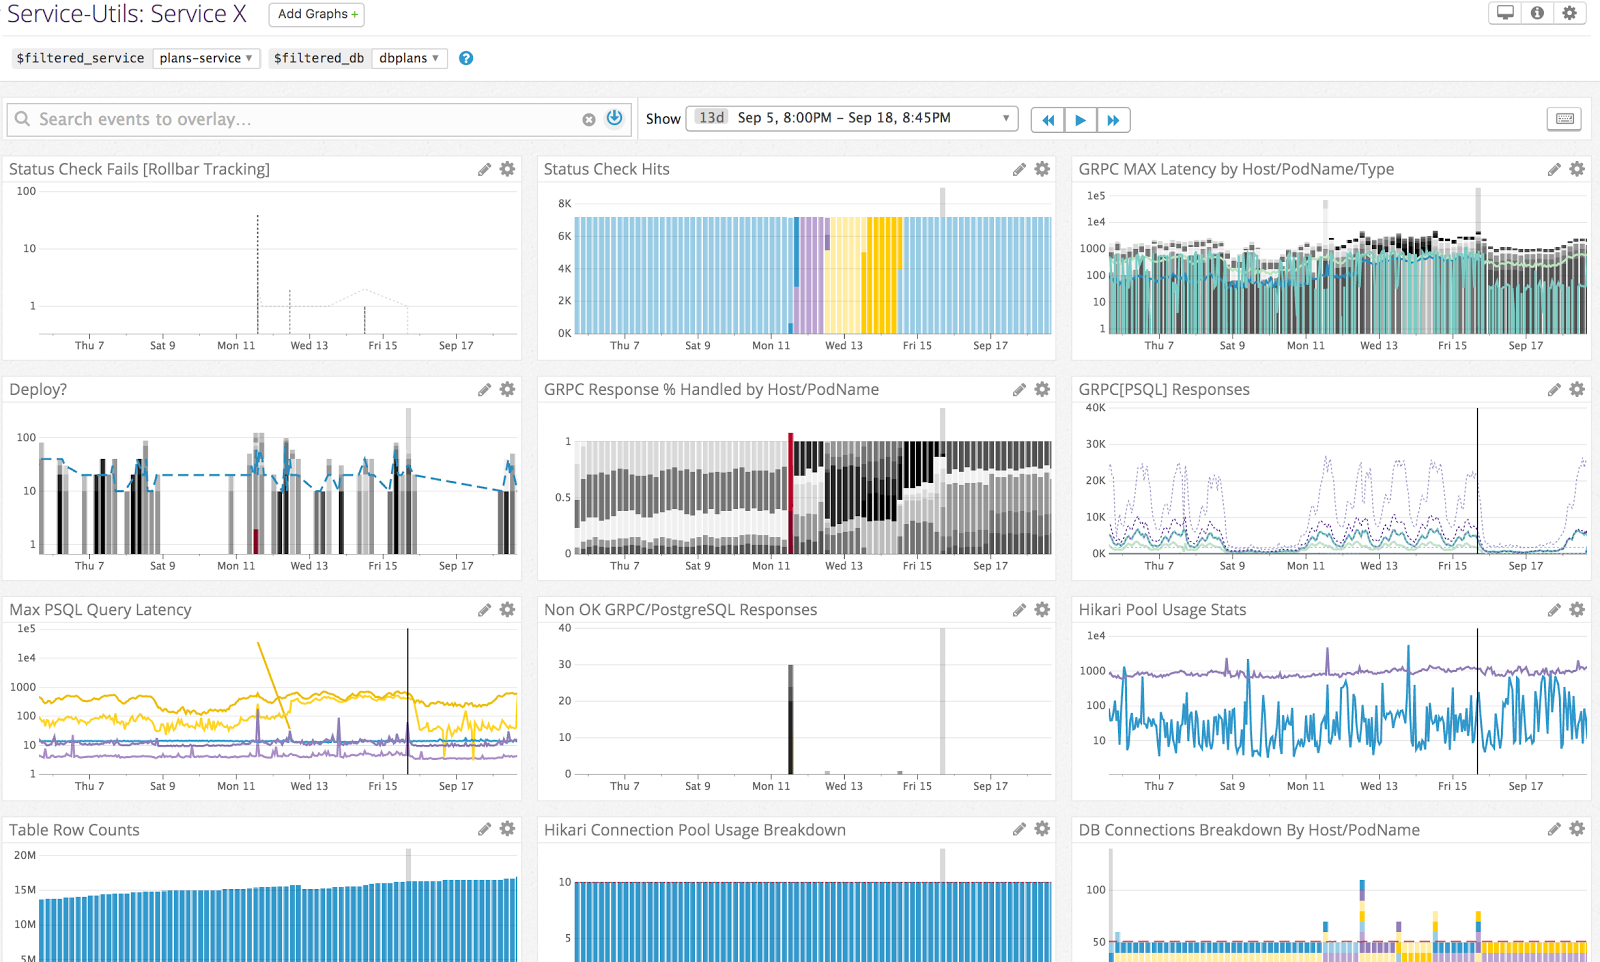 Service-Utils: Service X Add Graphs +
$filtered_service plans-service ▼ $filtered_db dbplans ▼ ?
Search events to overlay... Show 13d Sep 5, 8:00PM – Sep 18, 8:45PM ▼
Status Check Fails [Rollbar Tracking]
100
10
1
Thu 7 Sat 9 Mon 11 Wed 13 Fri 15 Sep 17
Status Check Hits
8K
6K
4K
2K
0K
Thu 7 Sat 9 Mon 11 Wed 13 Fri 15 Sep 17
GRPC MAX Latency by Host/PodName/Type
1e5
1e4
1000
100
10
1
Thu 7 Sat 9 Mon 11 Wed 13 Fri 15 Sep 17
Deploy?
100
10
1
Thu 7 Sat 9 Mon 11 Wed 13 Fri 15 Sep 17
GRPC Response % Handled by Host/PodName
1
0.5
0
Thu 7 Sat 9 Mon 11 Wed 13 Fri 15 Sep 17
GRPC[PSQL] Responses
40K
30K
20K
10K
0K
Thu 7 Sat 9 Mon 11 Wed 13 Fri 15 Sep 17
Max PSQL Query Latency
1e5
1e4
1000
100
10
1
Thu 7 Sat 9 Mon 11 Wed 13 Fri 15 Sep 17
Non OK GRPC/PostgreSQL Responses
40
30
20
10
0
Thu 7 Sat 9 Mon 11 Wed 13 Fri 15 Sep 17
Hikari Pool Usage Stats
1e4
1000
100
10
Thu 7 Sat 9 Mon 11 Wed 13 Fri 15 Sep 17
Table Row Counts
20M
15M
10M
5M
Hikari Connection Pool Usage Breakdown
10
5
DB Connections Breakdown By Host/PodName
100
50